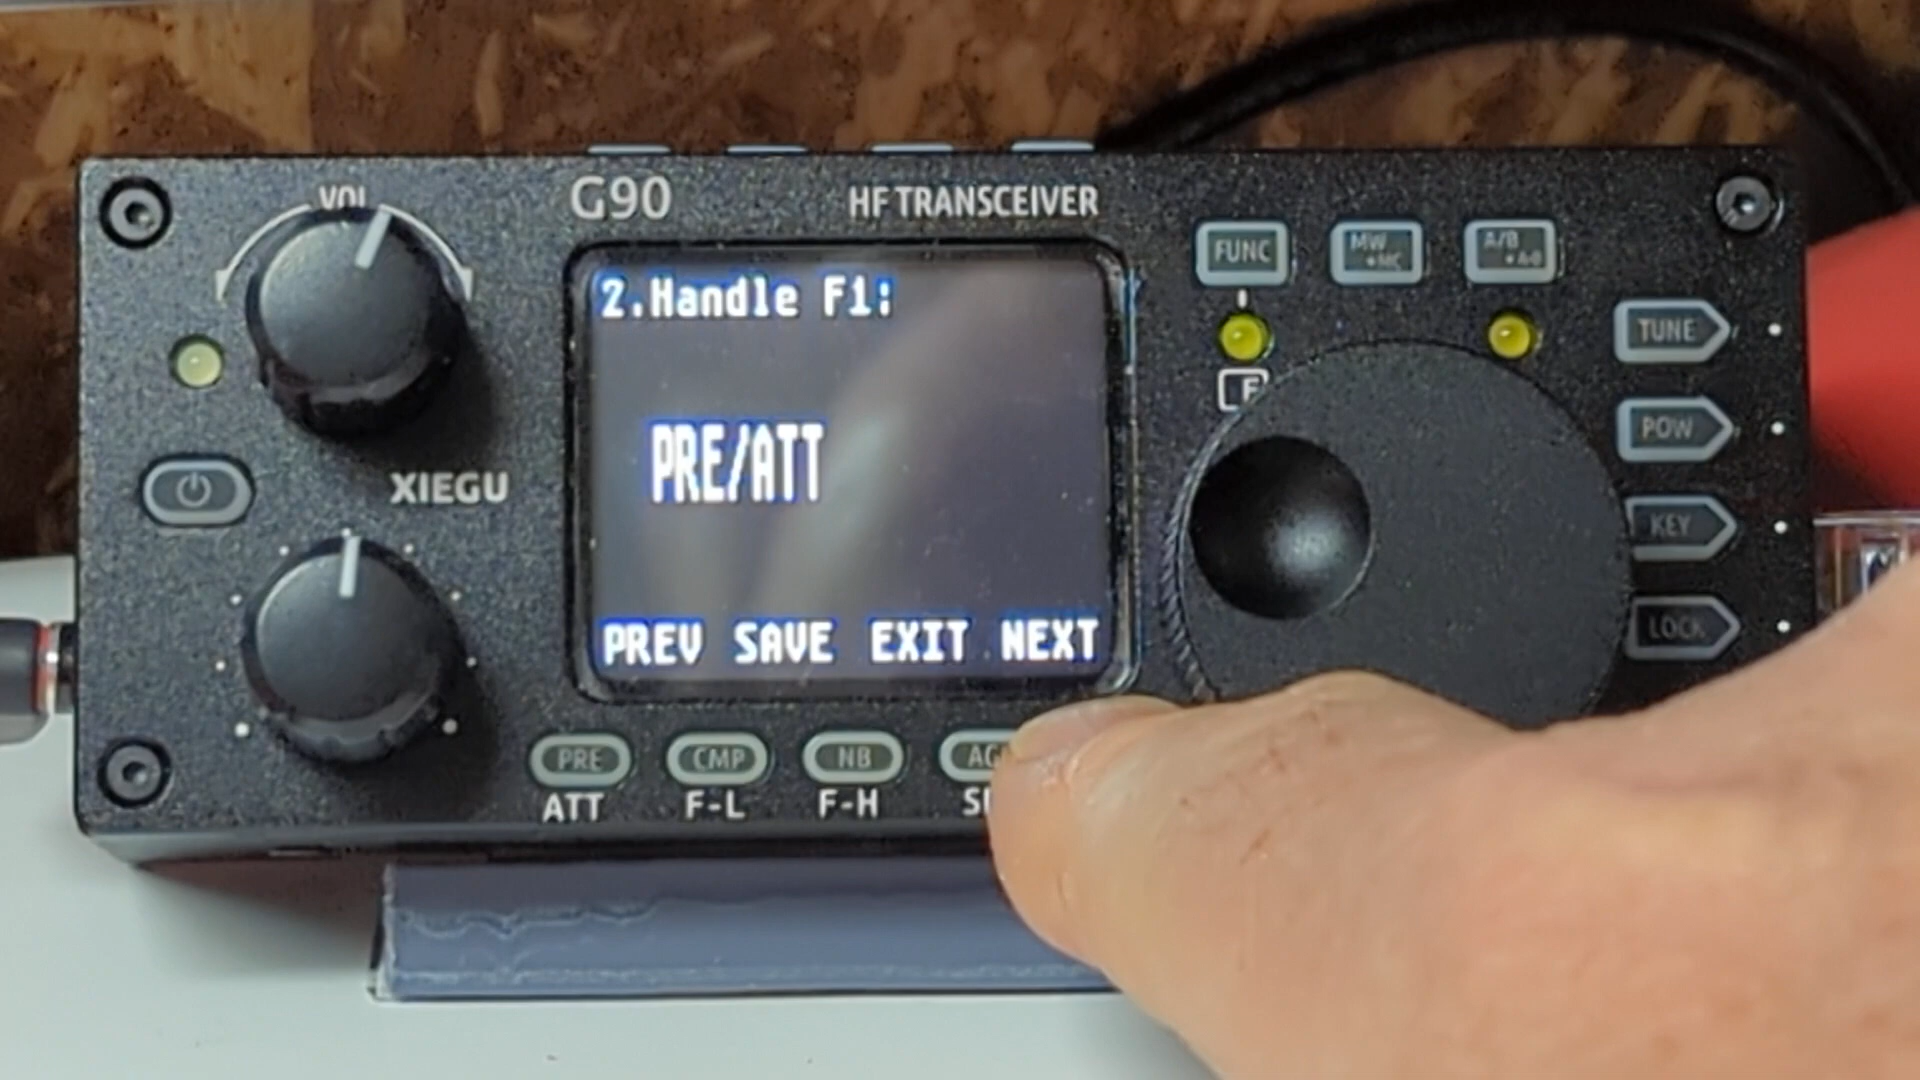 VOL
G90
HF TRANSCEIVER
FUNC
MW
A/B
2.Handle F1:
TUNE
F
POW
PRE/ATT
XIEGU
KEY
LOCK
PREV SAVE EXIT NEXT
PRE CMP NB
ATT F-L F-H